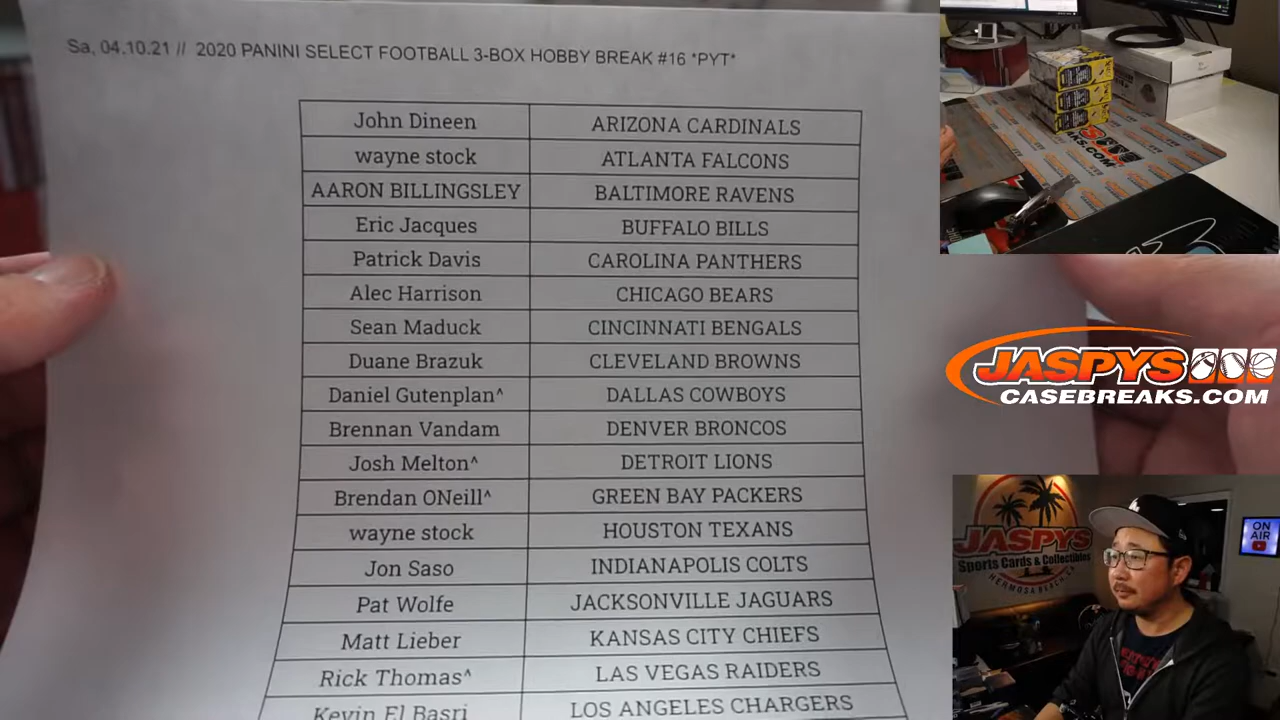 Sa, 04.10.21 // 2020 PANINI SELECT FOOTBALL 3-BOX HOBBY BREAK #16 *PYT*
John Dineen ARIZONA CARDINALS
wayne stock ATLANTA FALCONS
AARON BILLINGSLEY BALTIMORE RAVENS
Eric Jacques BUFFALO BILLS
Patrick Davis CAROLINA PANTHERS
Alec Harrison CHICAGO BEARS
Sean Maduck CINCINNATI BENGALS
Duane Brazuk CLEVELAND BROWNS
Daniel Gutenplan^ DALLAS COWBOYS
Brennan Vandam DENVER BRONCOS
Josh Melton^ DETROIT LIONS
Brendan ONeill^ GREEN BAY PACKERS
wayne stock HOUSTON TEXANS
Jon Saso INDIANAPOLIS COLTS
Pat Wolfe JACKSONVILLE JAGUARS
Matt Lieber KANSAS CITY CHIEFS
Rick Thomas^ LAS VEGAS RAIDERS
Kevin El Basri LOS ANGELES CHARGERS
JASPYS
CASEBREAKS.COM
JASPYS
Sports Cards & Collectibles
HERMOSA BEACH, CA
ON
AIR